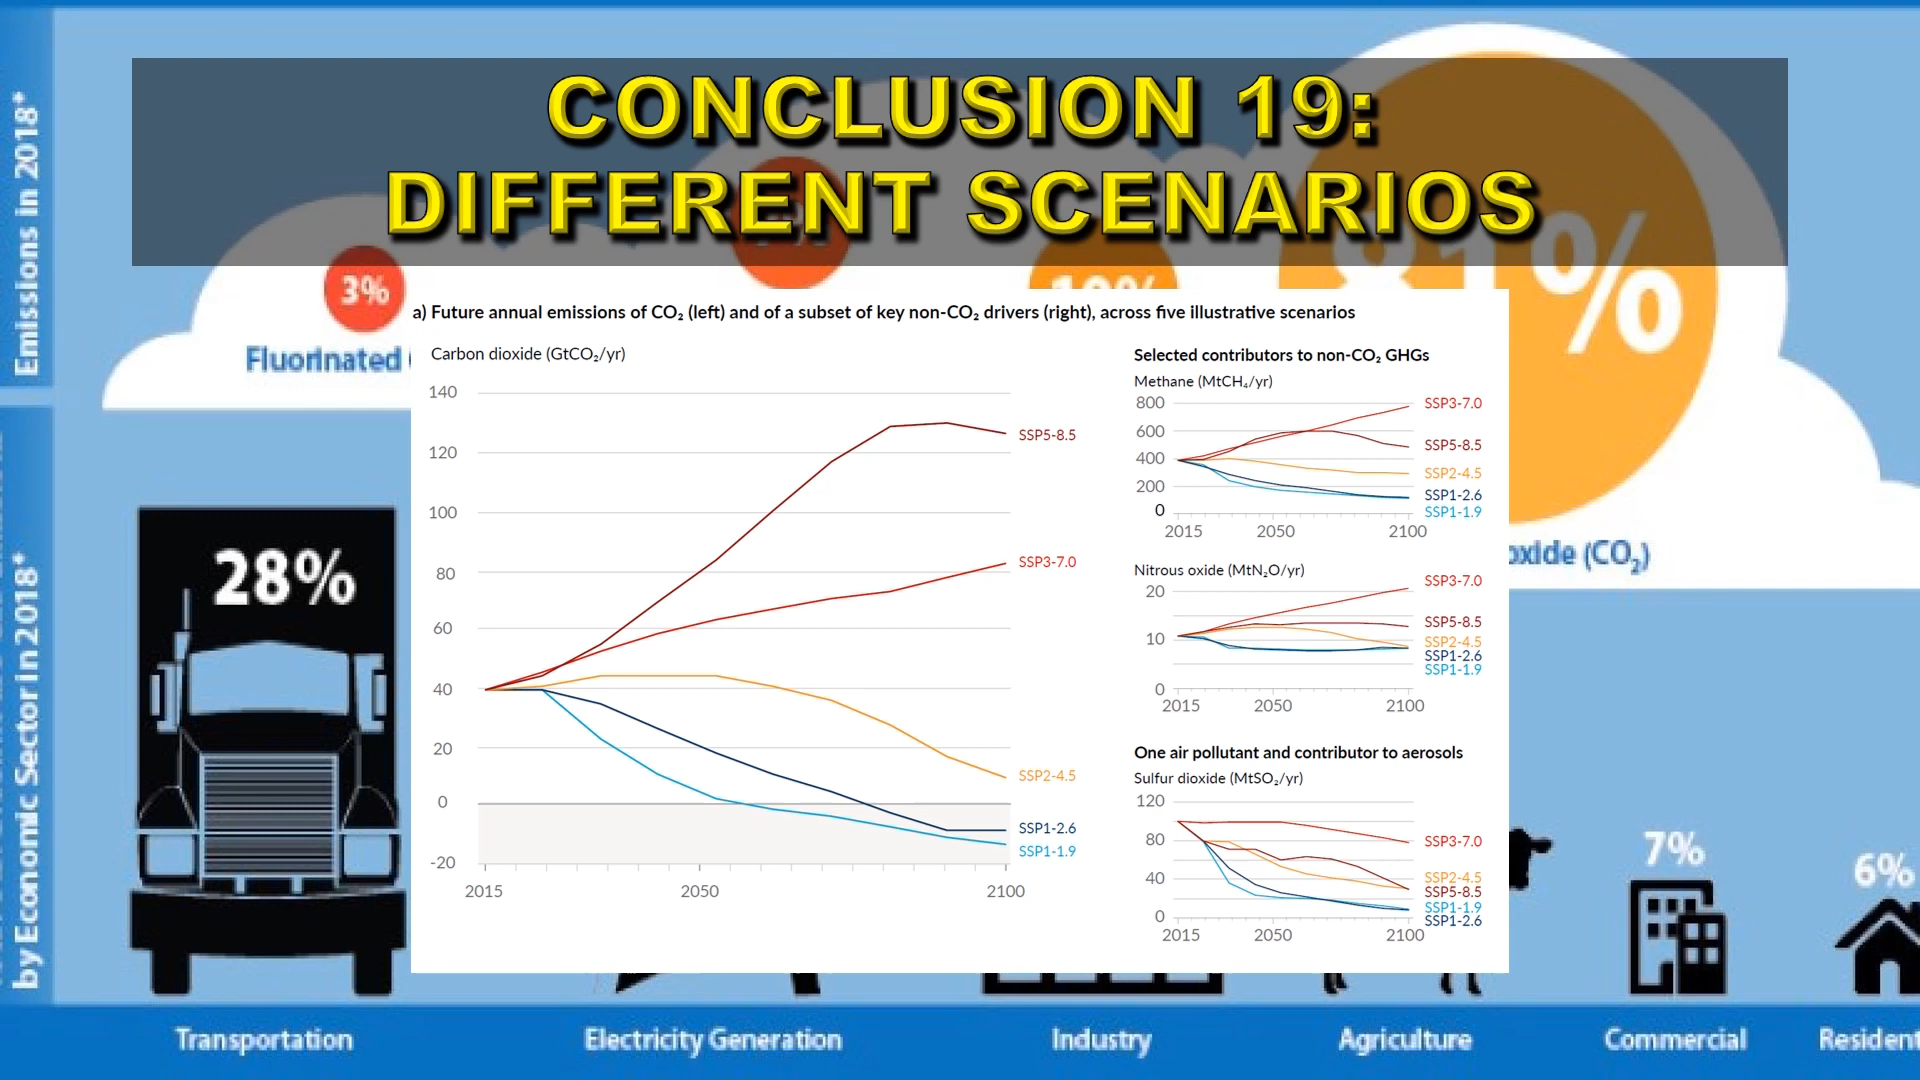 CONCLUSION 19:
DIFFERENT SCENARIOS
Emissions in 2018*
3%
Fluorinated
%
oxide (CO₂)
a) Future annual emissions of CO₂ (left) and of a subset of key non-CO₂ drivers (right), across five illustrative scenarios
Carbon dioxide (GtCO₂/yr)
140
120
100
80
60
40
20
0
-20
2015
2050
2100
SSP5-8.5
SSP3-7.0
SSP2-4.5
SSP1-2.6
SSP1-1.9
Selected contributors to non-CO₂ GHGs
Methane (MtCH₄/yr)
800
600
400
200
0
2015
2050
2100
SSP3-7.0
SSP5-8.5
SSP2-4.5
SSP1-2.6
SSP1-1.9
Nitrous oxide (MtN₂O/yr)
20
10
0
2015
2050
2100
SSP3-7.0
SSP5-8.5
SSP2-4.5
SSP1-2.6
SSP1-1.9
One air pollutant and contributor to aerosols
Sulfur dioxide (MtSO₂/yr)
120
80
40
0
2015
2050
2100
SSP3-7.0
SSP2-4.5
SSP5-8.5
SSP1-1.9
SSP1-2.6
by Economic Sector in 2018*
28%
7%
6%
Transportation
Electricity Generation
Industry
Agriculture
Commercial
Resident